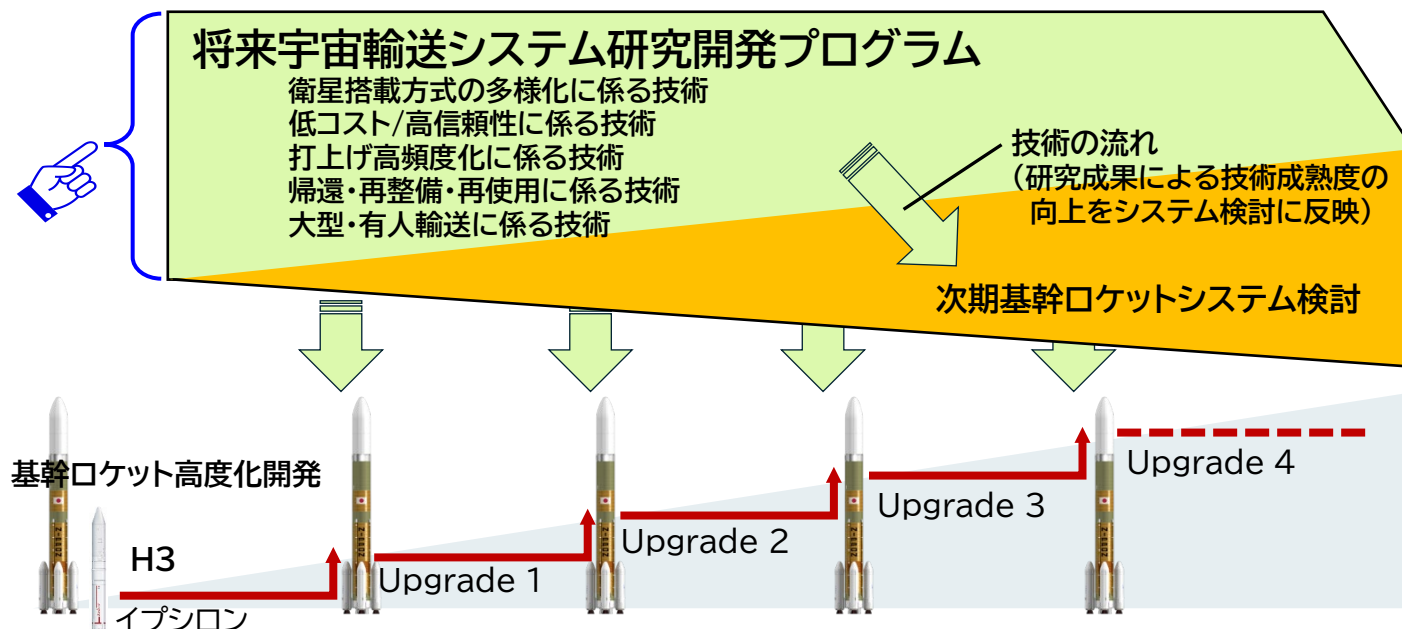 将来宇宙輸送システム研究開発プログラム
衛星搭載方式の多様化に係る技術
低コスト/高信頼性に係る技術
打上げ高頻度化に係る技術
帰還・再整備・再使用に係る技術
大型・有人輸送に係る技術
技術の流れ
（研究成果による技術成熟度の
向上をシステム検討に反映）
次期基幹ロケットシステム検討
基幹ロケット高度化開発
H3
イプシロン
Upgrade 1
Upgrade 2
Upgrade 3
Upgrade 4